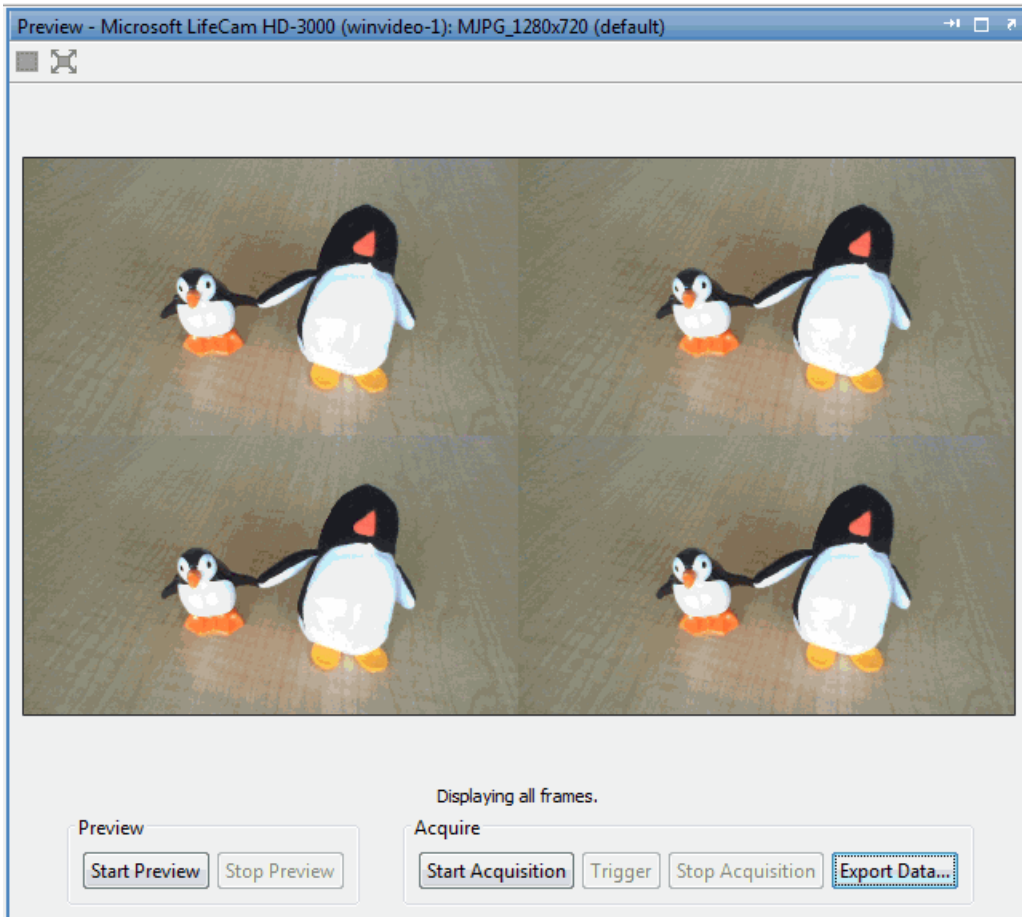 Preview - Microsoft LifeCam HD-3000 (winvideo-1): MJPG_1280x720 (default)
Displaying all frames.
Preview
Acquire
Start Preview Stop Preview Start Acquisition Trigger Stop Acquisition Export Data...